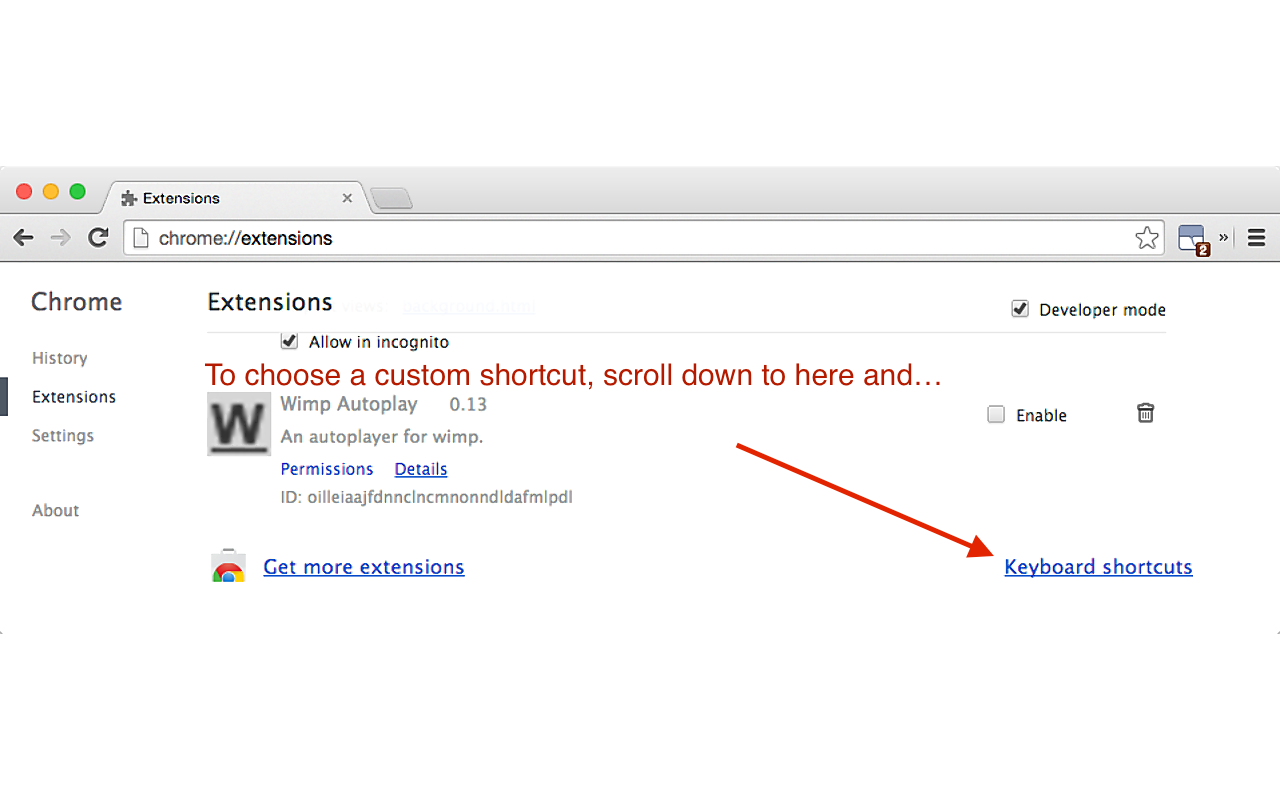 Extensions
chrome://extensions
2
»
Chrome
Extensions views background.html
Developer mode
History
Allow in incognito
To choose a custom shortcut, scroll down to here and…
Extensions
W
Wimp Autoplay 0.13
Enable
Settings
An autoplayer for wimp.
Permissions Details
ID: oilleiaajfdnnclncmnonndldafmlpdl
About
Get more extensions
Keyboard shortcuts